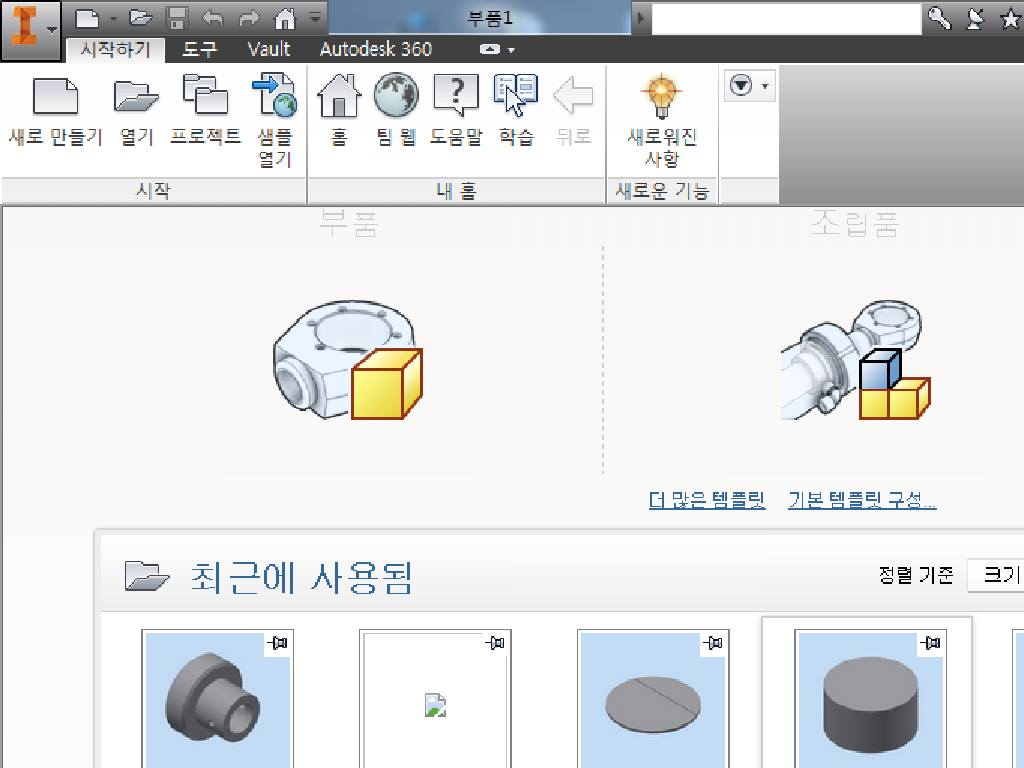 부품1
시작하기 도구 Vault Autodesk 360
새로 만들기 열기 프로젝트 샘플 열기 홈 팀 웹 도움말 학습 뒤로 새로워진 사항
시작 내 홈 새로운 기능
부품 조립품
더 많은 템플릿 기본 템플릿 구성...
최근에 사용됨 정렬 기준 크기